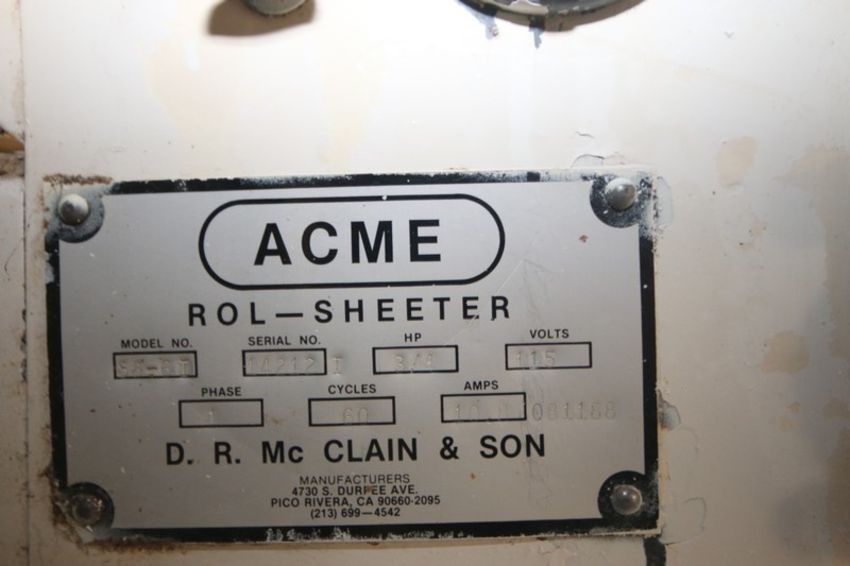 ACME
ROL—SHEETER
MODEL NO. SERIAL NO. HP VOLTS
14212 I 3/4 115
PHASE CYCLES AMPS
1 60 081188
D. R. Mc CLAIN & SON
MANUFACTURERS
4730 S. DURFEE AVE.
PICO RIVERA, CA 90660-2095
(213) 699—4542